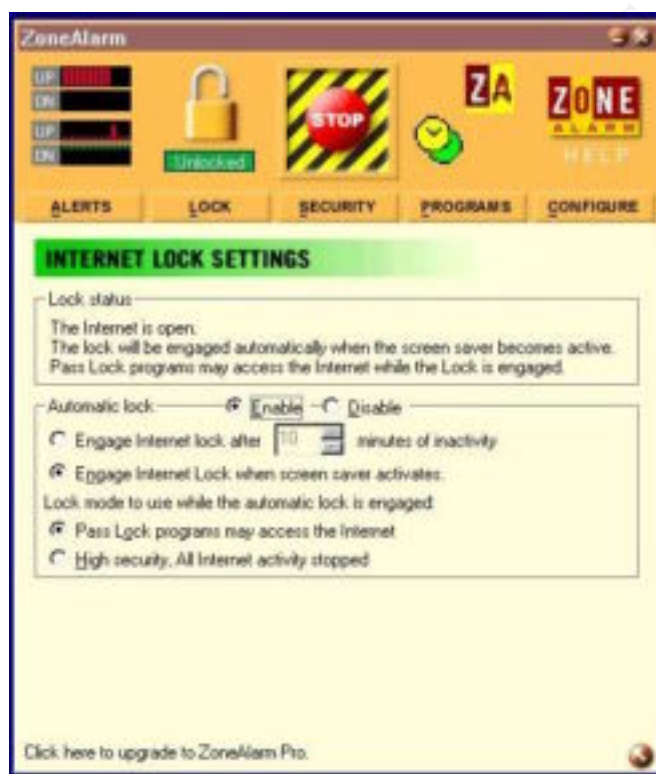 ZoneAlarm
UP
DN
UP
DN
Unlocked
STOP
ZA
ZONE
ALARM
HELP
ALERTS
LOCK
SECURITY
PROGRAMS
CONFIGURE
INTERNET LOCK SETTINGS
Lock status
The Internet is open.
The lock will be engaged automatically when the screen saver becomes active.
Pass Lock programs may access the Internet while the Lock is engaged.
Automatic lock Enable Disable
Engage Internet lock after 10 minutes of inactivity
Engage Internet Lock when screen saver activates.
Lock mode to use while the automatic lock is engaged:
Pass Lock programs may access the Internet
High security, All Internet activity stopped
Click here to upgrade to ZoneAlarm Pro.